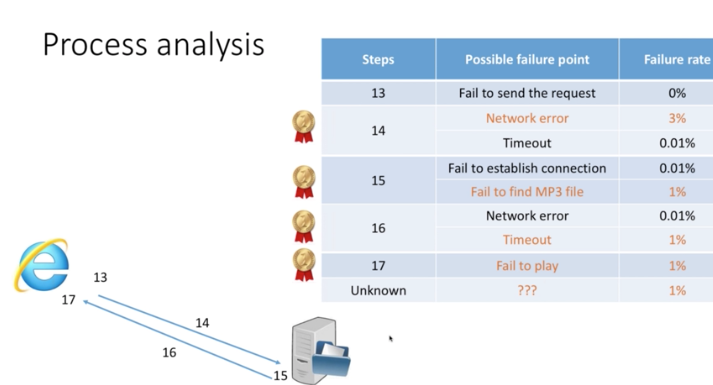 Process analysis
Steps Possible failure point Failure rate
13 Fail to send the request 0%
14 Network error 3%
Timeout 0.01%
15 Fail to establish connection 0.01%
Fail to find MP3 file 1%
16 Network error 0.01%
Timeout 1%
17 Fail to play 1%
Unknown ??? 1%
13
17
14
16
15